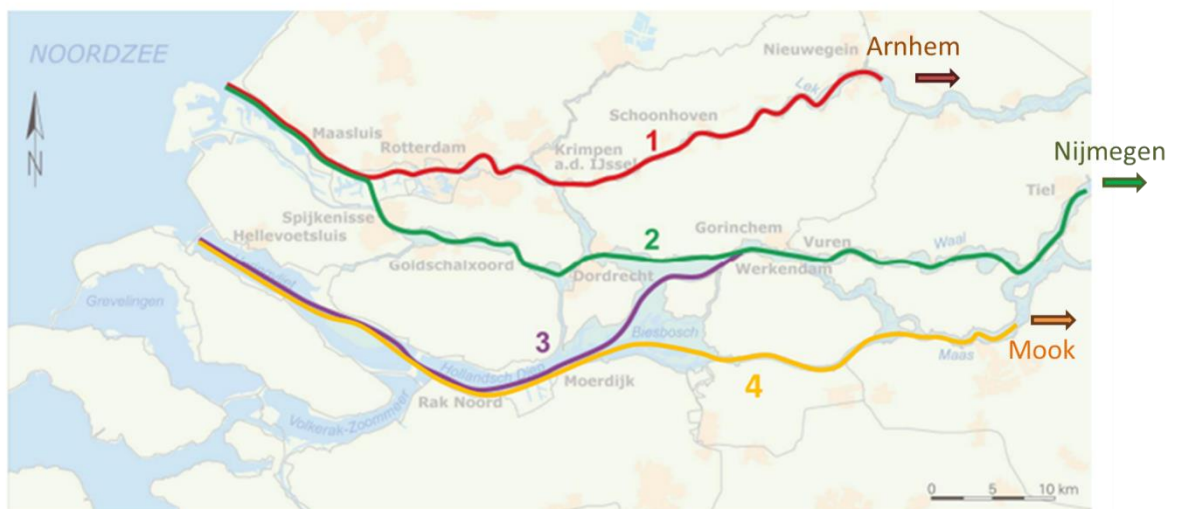 NOORDZEE
Nieuwegein
Arnhem
Lek
N
Schoonhoven
Maasluis
Rotterdam
1
Krimpen
a.d. IJssel
Nijmegen
Tiel
Spijkenisse
Hellevoetsluis
2
Gorinchem
Vuren
Waal
Goldschalxoord
Dordrecht
Werkendam
Grevelingen
Biesbosch
3
Mook
Maas
Hollandsch Diep
Moerdijk
4
Rak Noord
Volkerak-Zoommeer
0 5 10 km